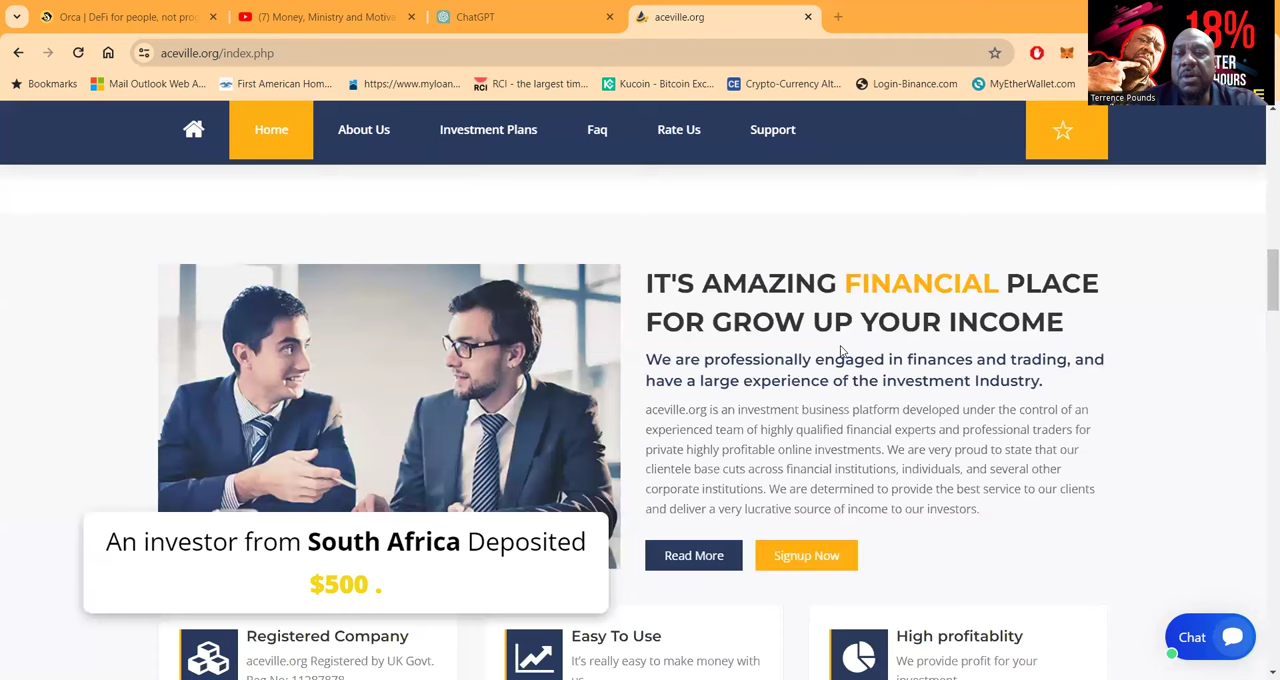 Orca | DeFi for people, not prog
(7) Money, Ministry and Motiva
ChatGPT
aceville.org
aceville.org/index.php
Bookmarks
Mail Outlook Web A...
First American Hom...
https://www.myloan...
RCI - the largest tim...
Kucoin - Bitcoin Exc...
Crypto-Currency Alt...
Login-Binance.com
MyEtherWallet.com
18%
Terrence Pounds
Home
About Us
Investment Plans
Faq
Rate Us
Support
IT'S AMAZING FINANCIAL PLACE
FOR GROW UP YOUR INCOME
We are professionally engaged in finances and trading, and
have a large experience of the investment Industry.
aceville.org is an investment business platform developed under the control of an
experienced team of highly qualified financial experts and professional traders for
private highly profitable online investments. We are very proud to state that our
clientele base cuts across financial institutions, individuals, and several other
corporate institutions. We are determined to provide the best service to our clients
and deliver a very lucrative source of income to our investors.
Read More
Signup Now
An investor from South Africa Deposited
$500 .
Chat
Registered Company
aceville.org Registered by UK Govt.
Reg No: 11287878
Easy To Use
It's really easy to make money with
us
High profitablity
We provide profit for your
investment